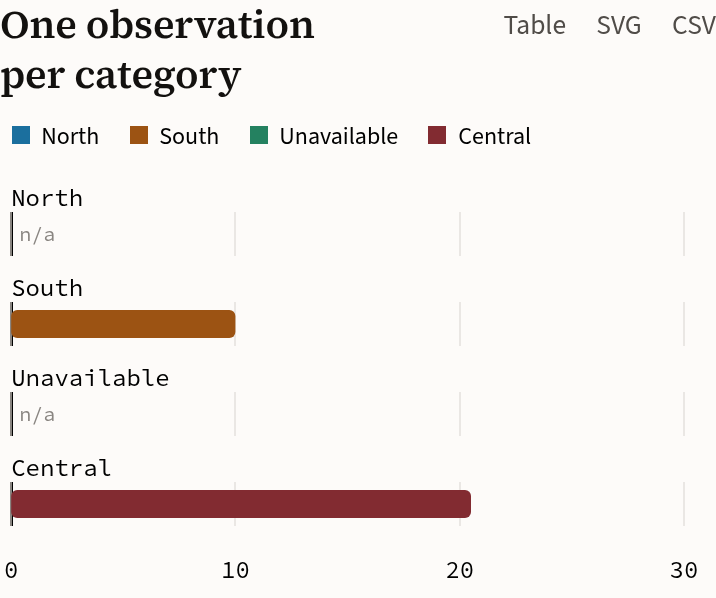 One observation
per category
Table SVG CSV
North South Unavailable Central
North
n/a
South
Unavailable
n/a
Central
0 10 20 30